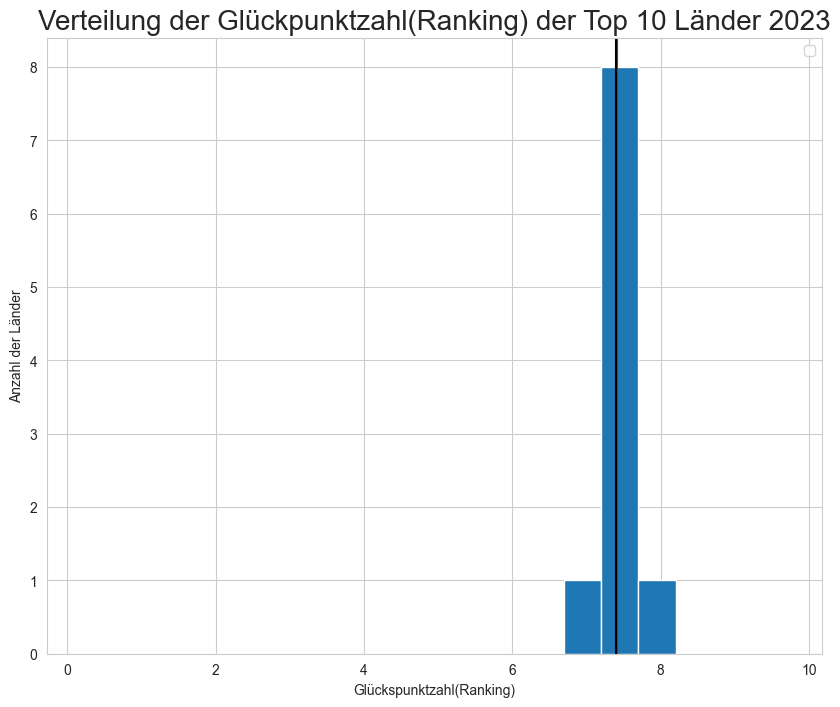 Verteilung der Glückpunktzahl(Ranking) der Top 10 Länder 2023
8
7
6
5
4
3
2
1
0
Anzahl der Länder
0 2 4 6 8 10
Glückspunktzahl(Ranking)